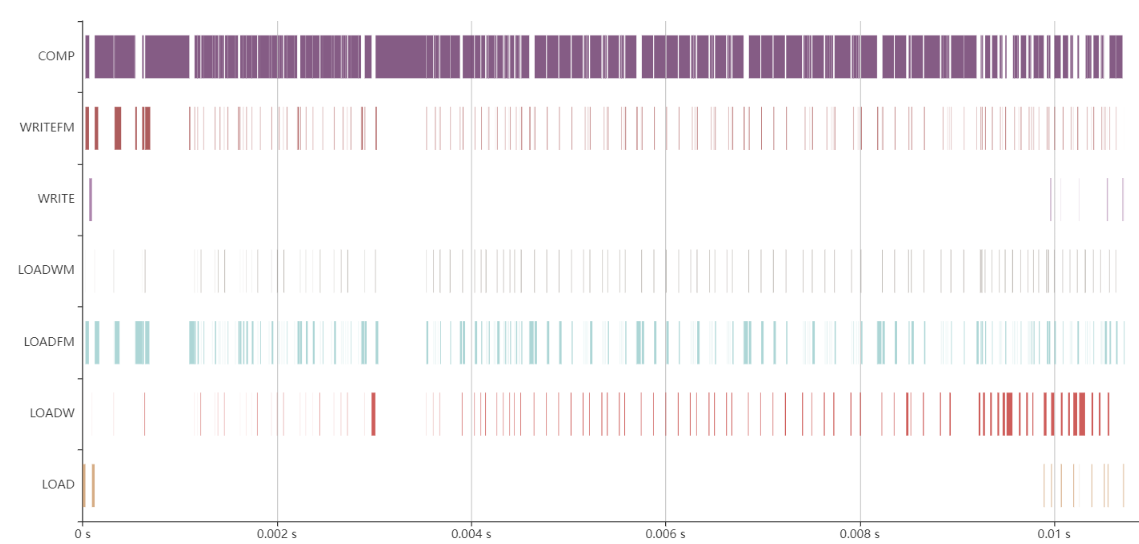 COMP
WRITEFM
WRITE
LOADWM
LOADFM
LOADW
LOAD
0 s 0.002 s 0.004 s 0.006 s 0.008 s 0.01 s